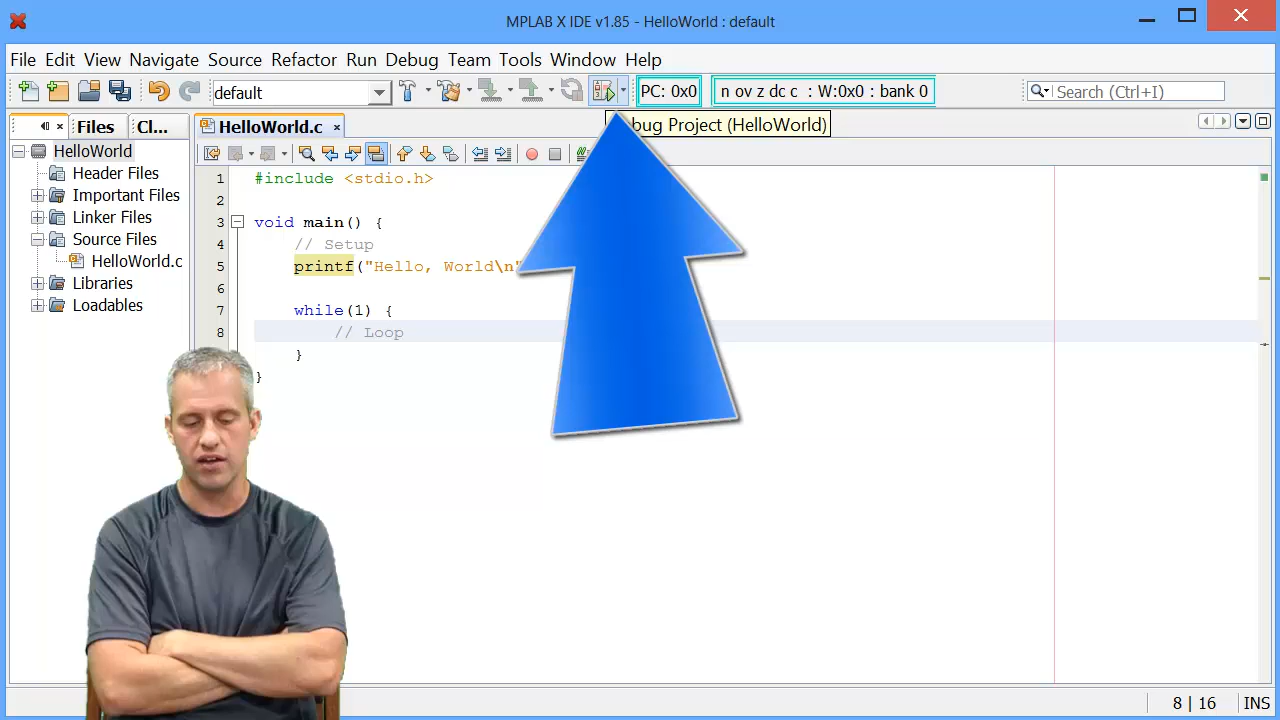 MPLAB X IDE v1.85 - HelloWorld : default
File Edit View Navigate Source Refactor Run Debug Team Tools Window Help
default
PC: 0x0
n ov z dc c : W:0x0 : bank 0
Search (Ctrl+I)
Files
Cl...
HelloWorld.c
bug Project (HelloWorld)
HelloWorld
Header Files
Important Files
Linker Files
Source Files
HelloWorld.c
Libraries
Loadables
1 #include <stdio.h>
2
3 void main() {
4 // Setup
5 printf("Hello, World\n"
6
7 while(1) {
8 // Loop
}
}
8 | 16 INS